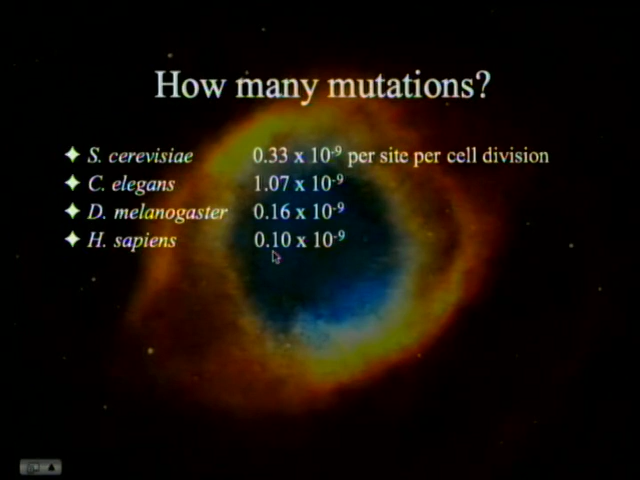 How many mutations?
✦ S. cerevisiae 0.33 x 10⁻⁹ per site per cell division
✦ C. elegans 1.07 x 10⁻⁹
✦ D. melanogaster 0.16 x 10⁻⁹
✦ H. sapiens 0.10 x 10⁻⁹